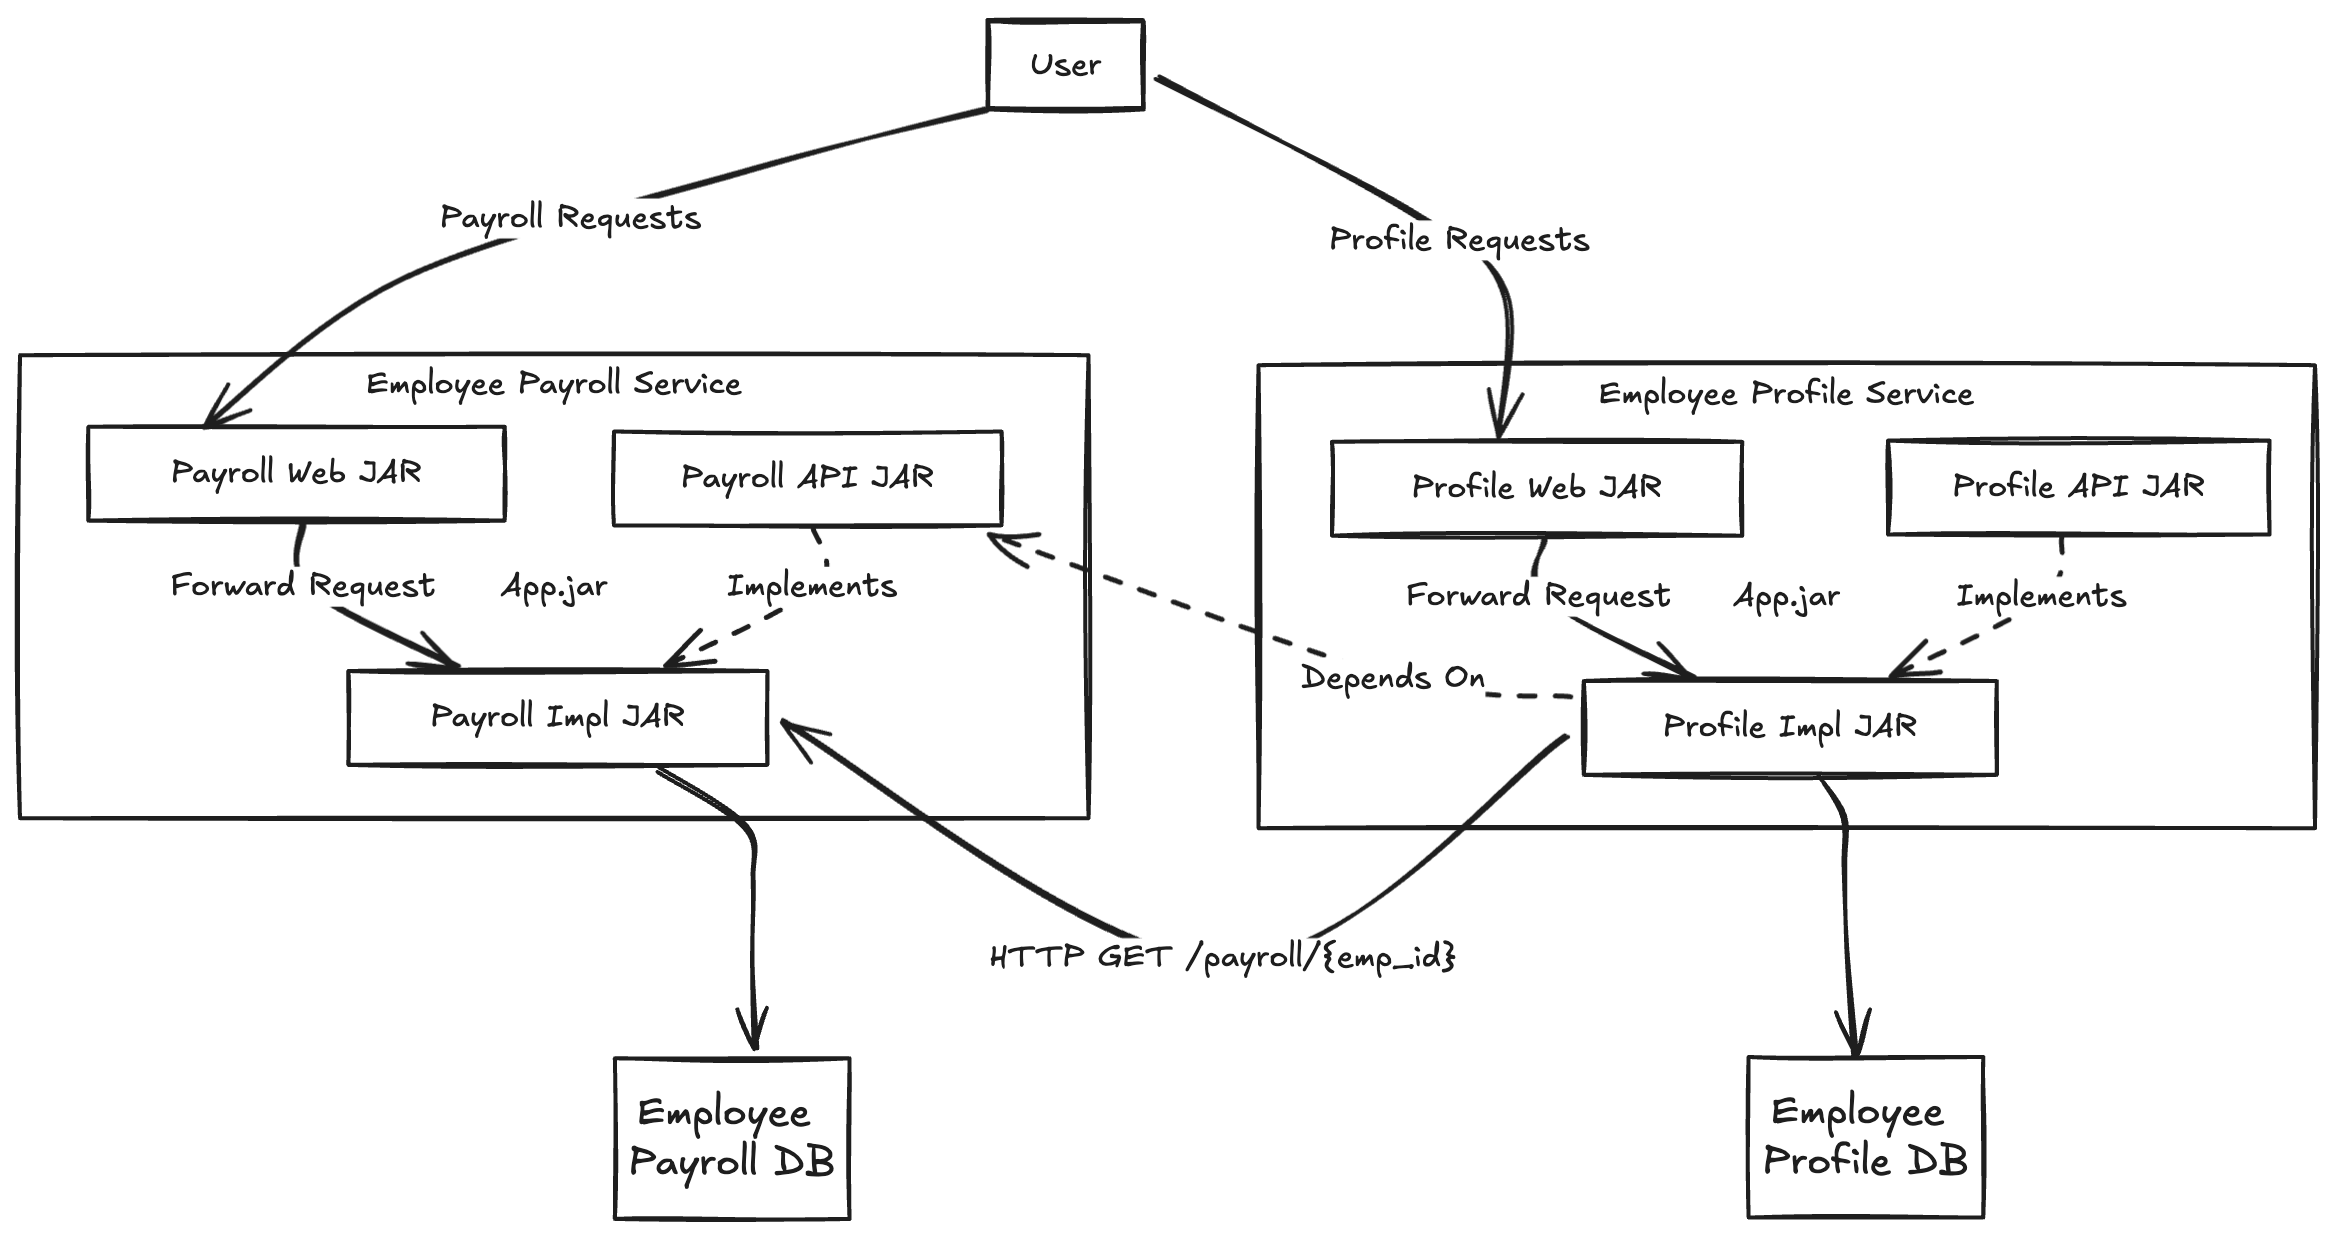 User
Payroll Requests
Profile Requests
Employee Payroll Service
Employee Profile Service
Payroll Web JAR
Payroll API JAR
Profile Web JAR
Profile API JAR
Forward Request
App.jar
Implements
Forward Request
App.jar
Implements
Depends On
Payroll Impl JAR
Profile Impl JAR
HTTP GET /payroll/{emp_id}
Employee
Payroll DB
Employee
Profile DB